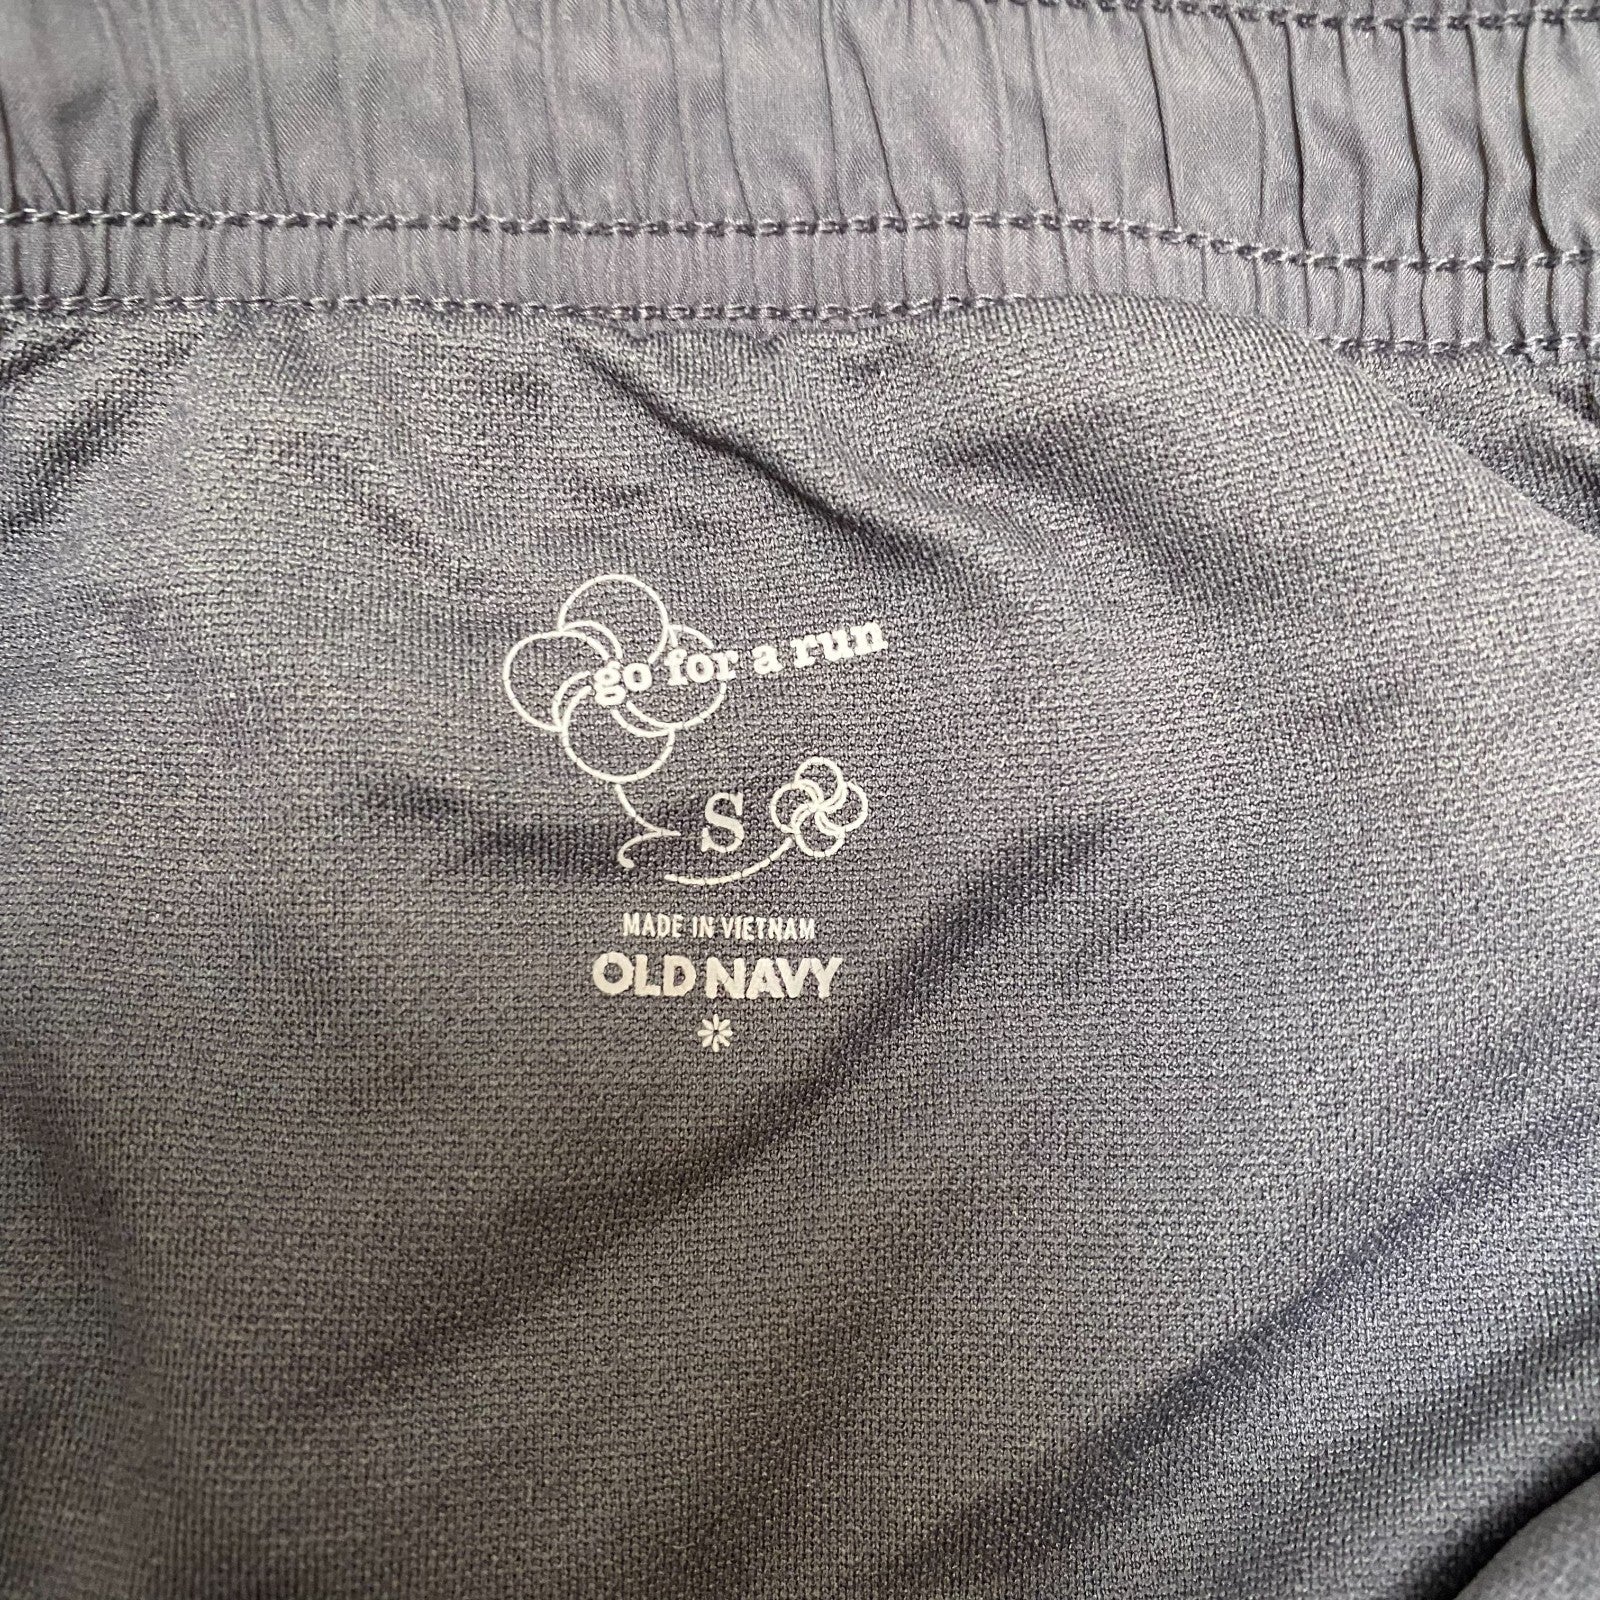 go for a run
S
MADE IN VIETNAM
OLD NAVY